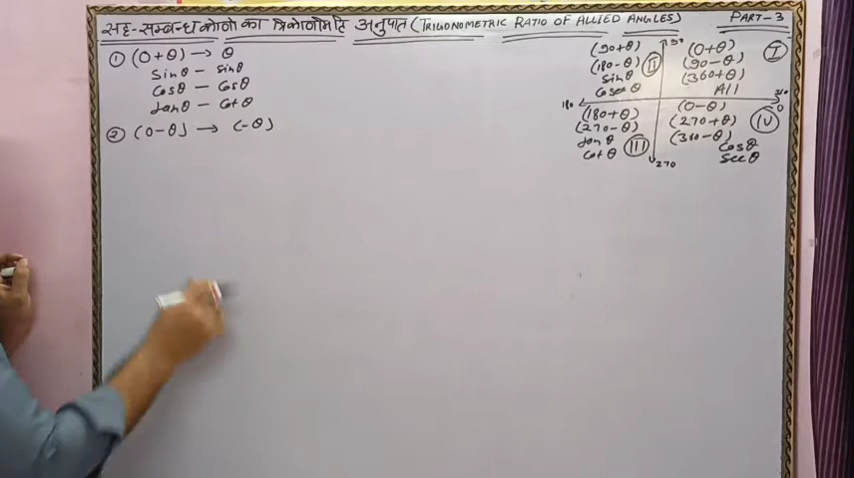 सह-सम्बन्ध कोणो का त्रिकोणमिति अनुपात (TRIGONOMETRIC RATIO OF ALLIED ANGLES) PART-3
① (0+θ) → θ
Sinθ - Sinθ
Cosθ - Cosθ
tanθ - Cotθ
② (0-θ) → (-θ)
90
(90+θ)
(180-θ) II
Sinθ
Cosecθ
(0+θ) I
(90-θ)
(360+θ)
All
180
360
0
(180+θ)
(270-θ)
tanθ III
Cotθ
(0-θ)
(270+θ) IV
(360-θ)
Cosθ
Secθ
270